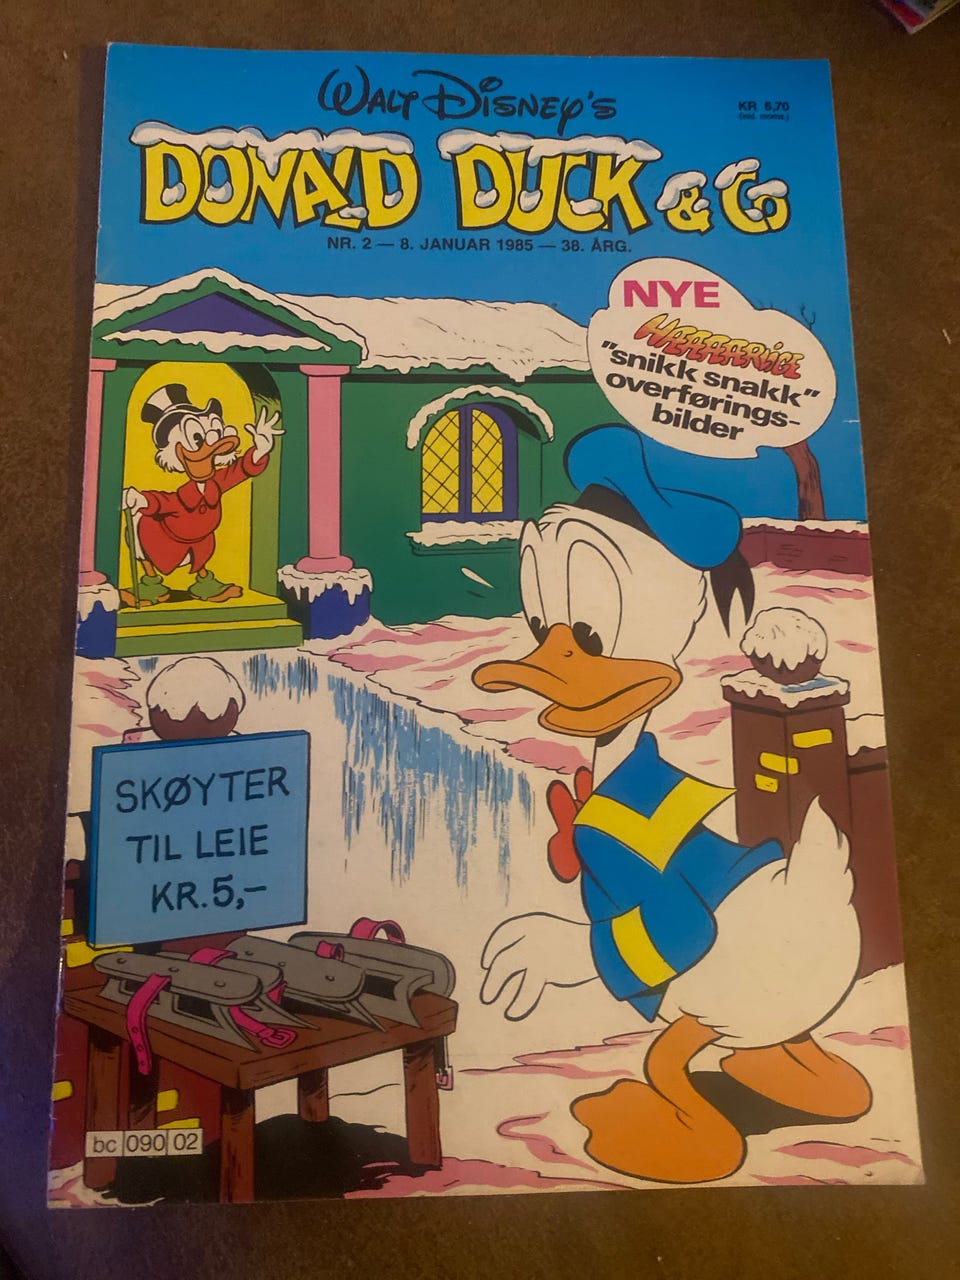 WALT DISNEY'S
KR 6,70
DONALD DUCK & Co
NR. 2 — 8. JANUAR 1985 — 38. ÅRG.
NYE
"snikk snakk"
overførings-
bilder
SKØYTER
TIL LEIE
KR. 5,-
bc 090 02